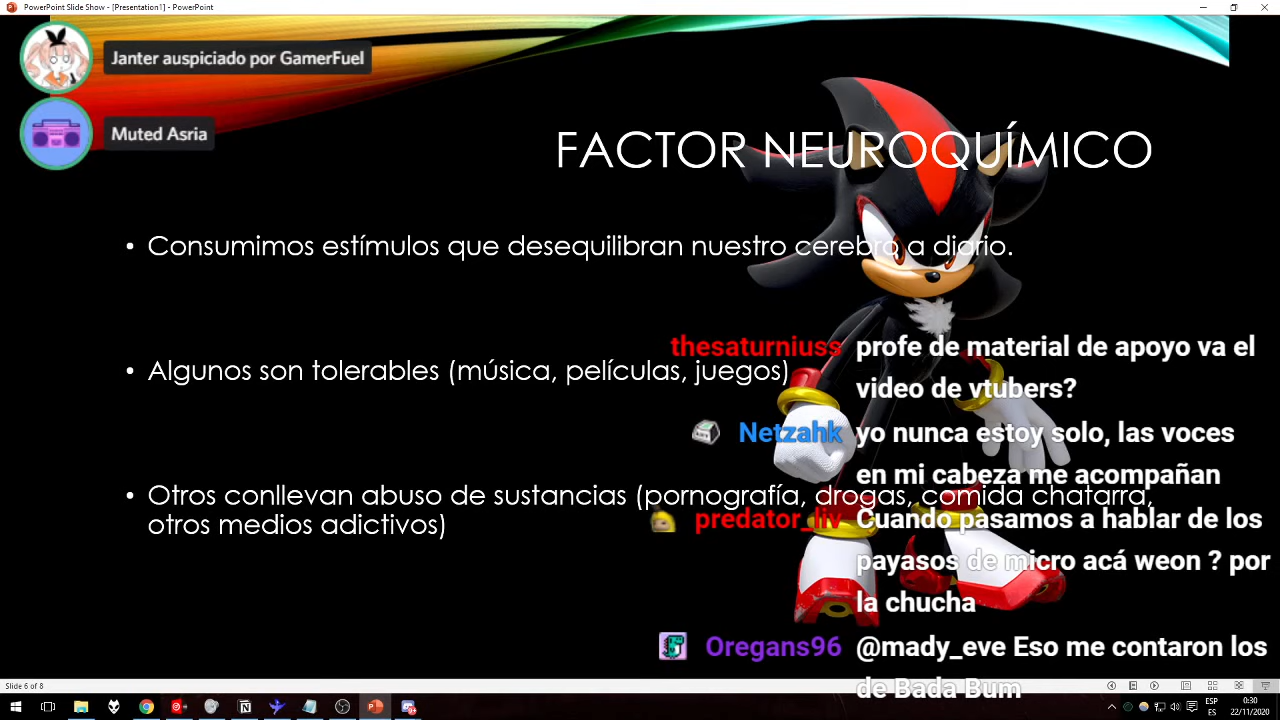 PowerPoint Slide Show - [Presentation1] - PowerPoint
Janter auspiciado por GamerFuel
Muted Asria
FACTOR NEUROQUÍMICO
• Consumimos estímulos que desequilibran nuestro cerebro a diario.
• Algunos son tolerables (música, películas, juegos)
• Otros conllevan abuso de sustancias (pornografía, drogas, comida chatarra,
otros medios adictivos)
thesaturniuss profe de material de apoyo va el
video de vtubers?
Netzahk yo nunca estoy solo, las voces
en mi cabeza me acompañan
predator_liv Cuando pasamos a hablar de los
payasos de micro acá weon ? por
la chucha
Oregans96 @mady_eve Eso me contaron los
de Bada Bum
Slide 6 of 8
ESP
ES
0:30
22/11/2020